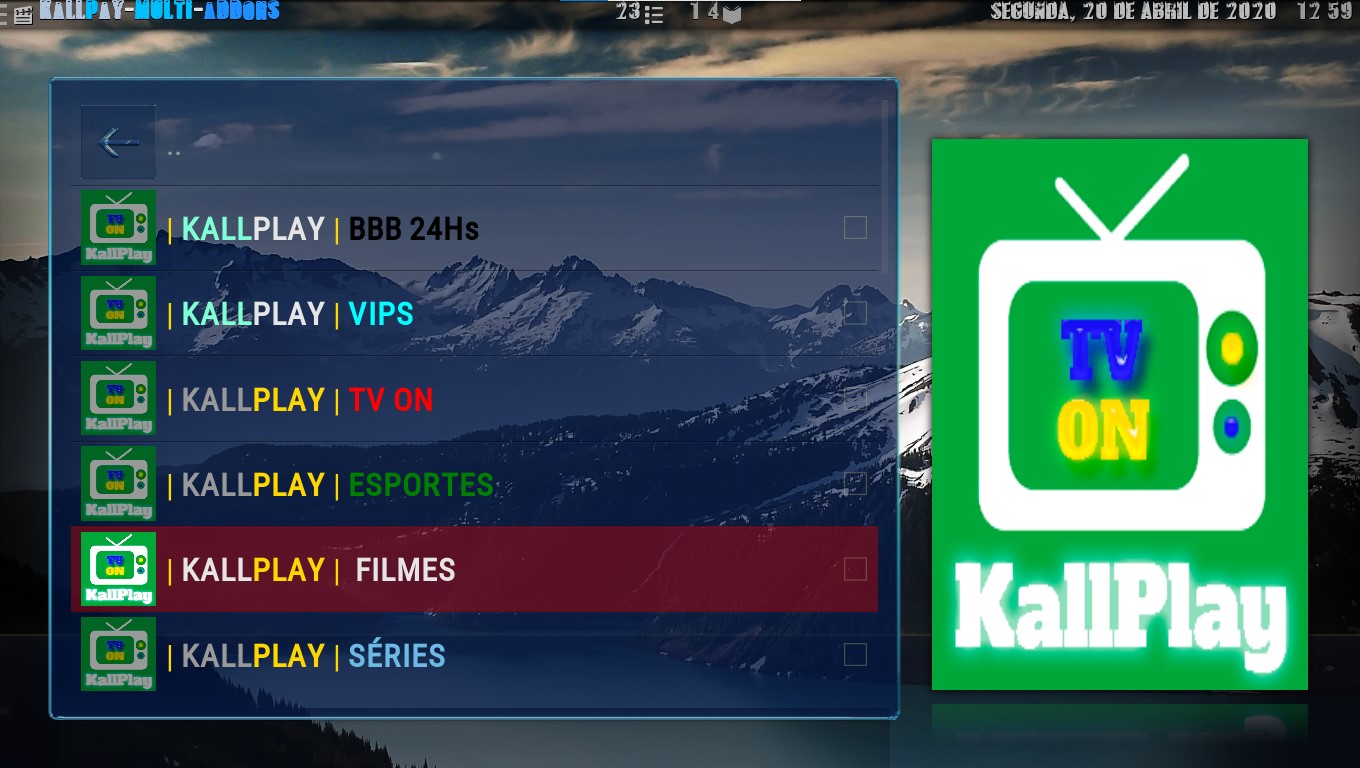 KALLPAY-MULTI-ADDONS
23
14
SEGUNDA, 20 DE ABRIL DE 2020 12 59
..
TV
ON
KallPlay
| KALLPLAY | BBB 24Hs
TV
ON
KallPlay
| KALLPLAY | VIPS
TV
ON
KallPlay
| KALLPLAY | TV ON
TV
ON
KallPlay
| KALLPLAY | ESPORTES
TV
ON
KallPlay
| KALLPLAY | FILMES
TV
ON
KallPlay
| KALLPLAY | SÉRIES
TV
ON
KallPlay